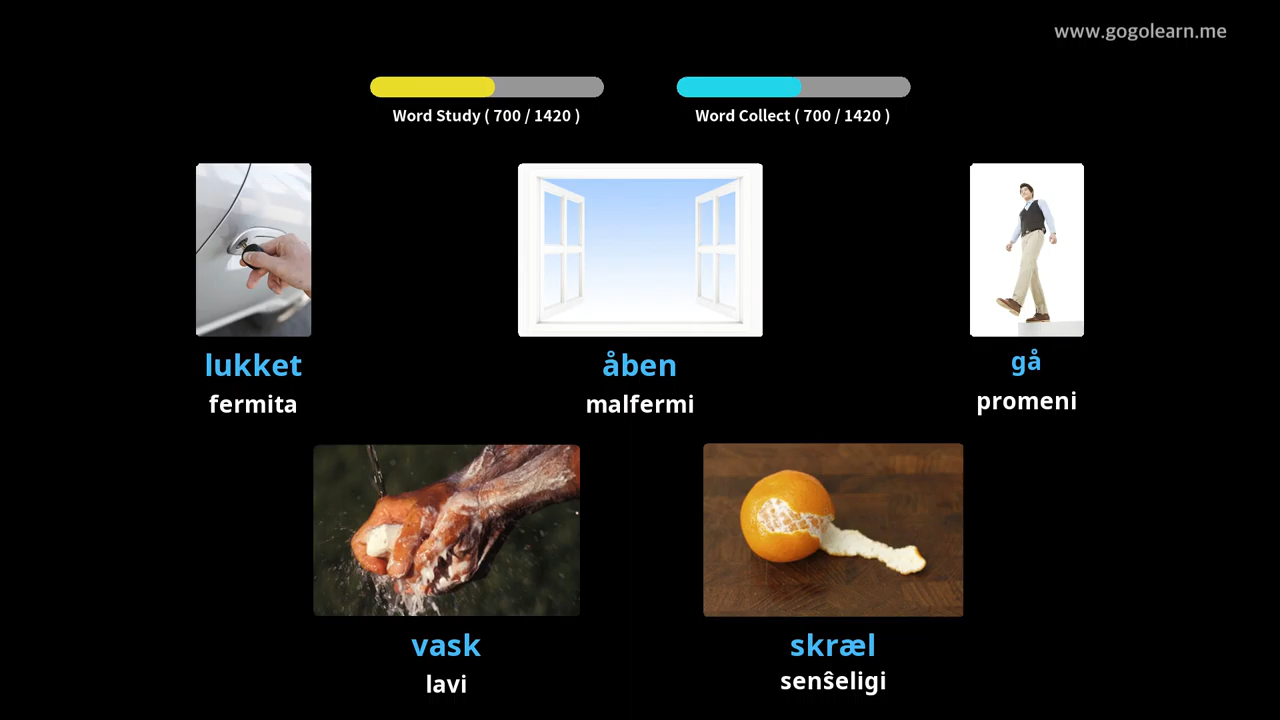 www.gogolearn.me
Word Study ( 700 / 1420 )
Word Collect ( 700 / 1420 )
lukket
fermita
åben
malfermi
gå
promeni
vask
lavi
skræl
senŝeligi